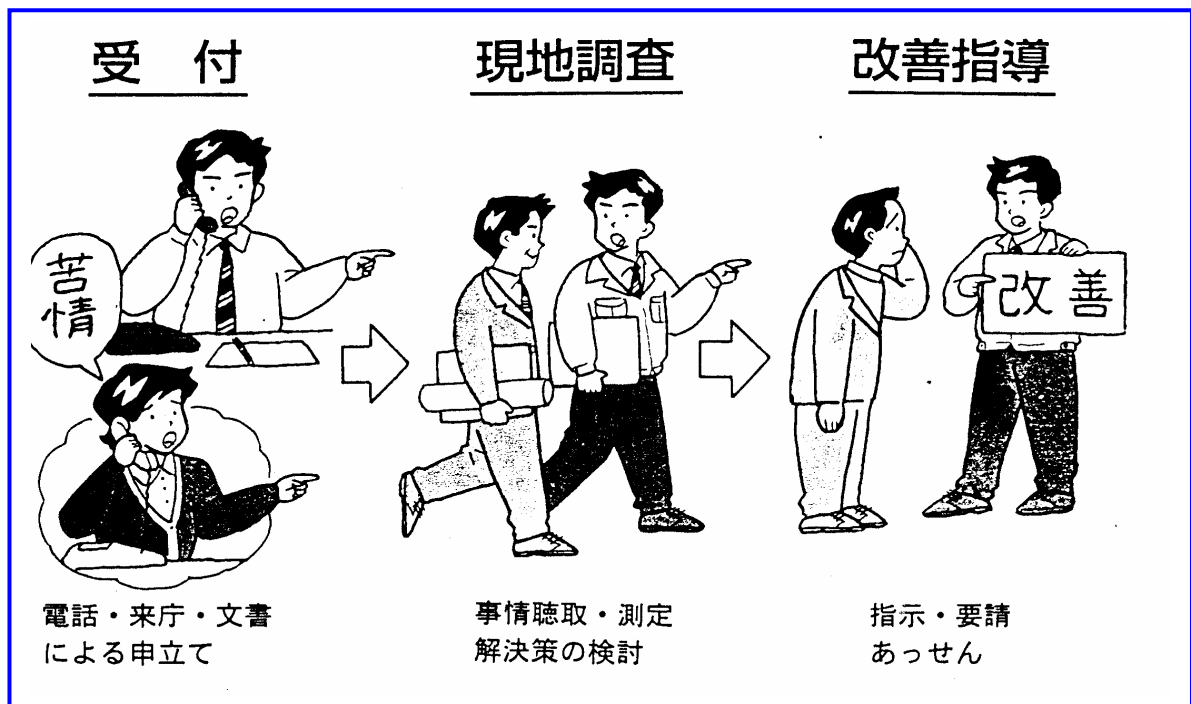 受　付
現地調査
改善指導
苦
情
改善
電話・来庁・文書
による申立て
事情聴取・測定
解決策の検討
指示・要請
あっせん